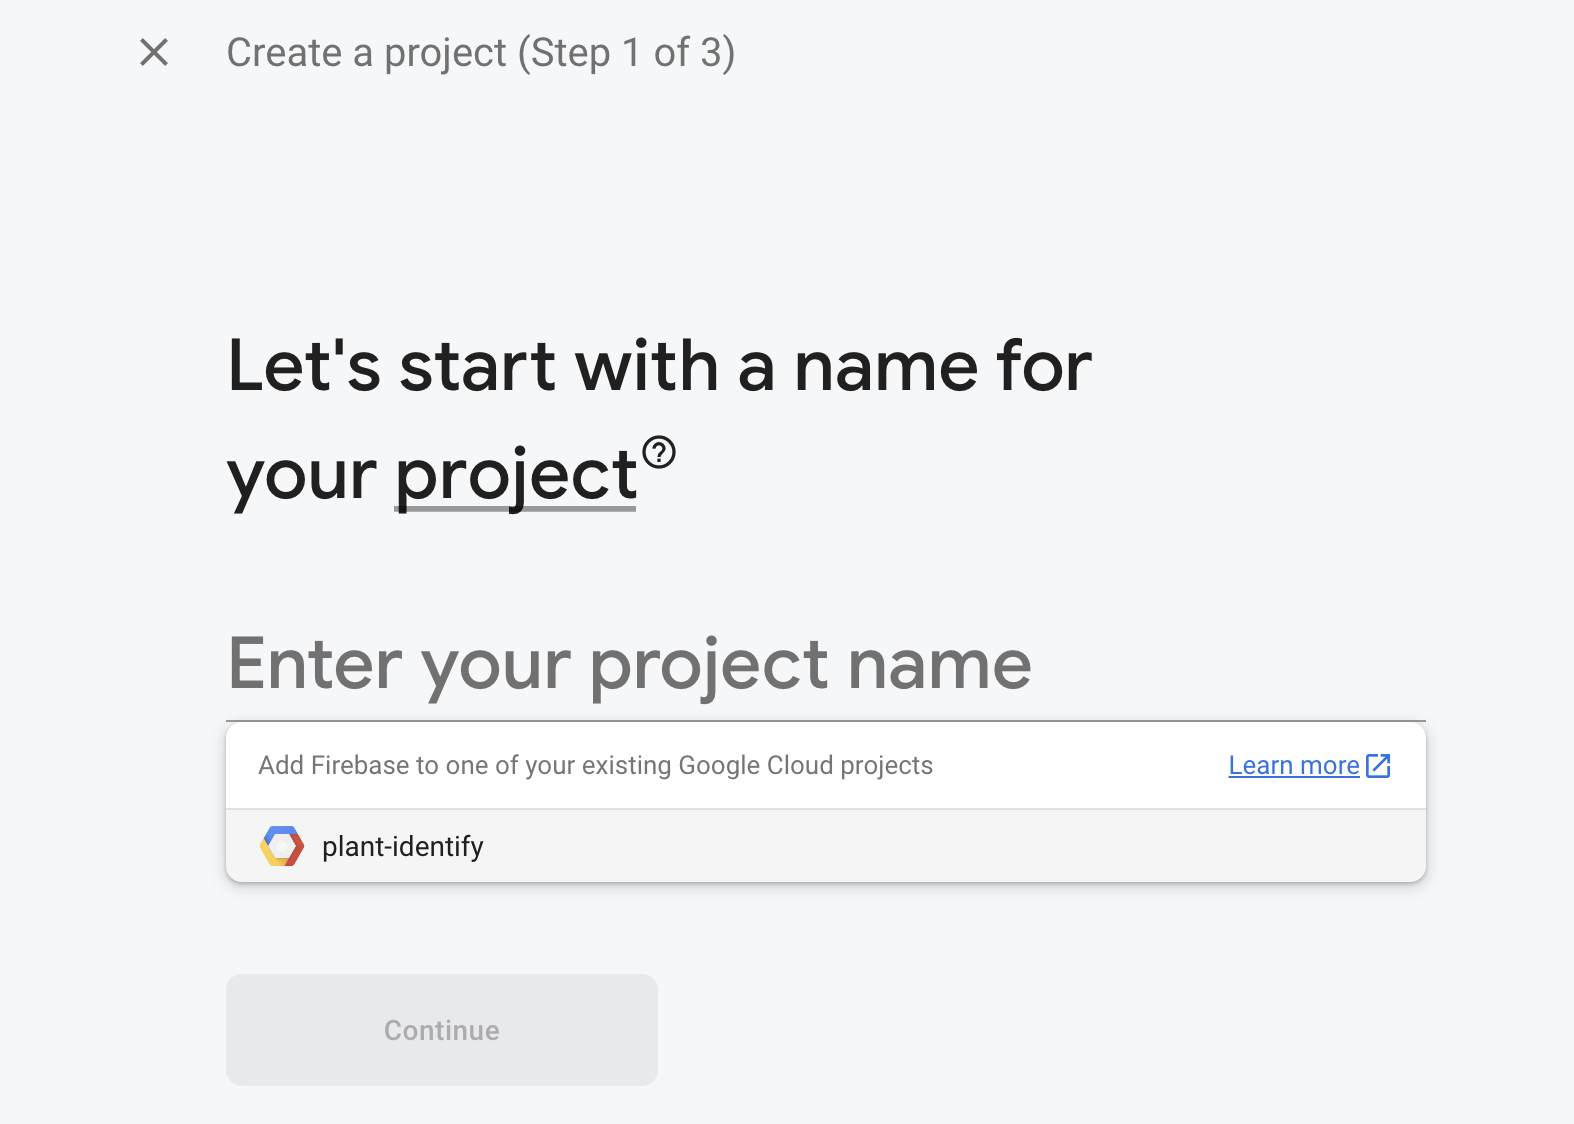 Create a project (Step 1 of 3)
Let's start with a name for
your project
Enter your project name
Add Firebase to one of your existing Google Cloud projects Learn more
plant-identify
Continue